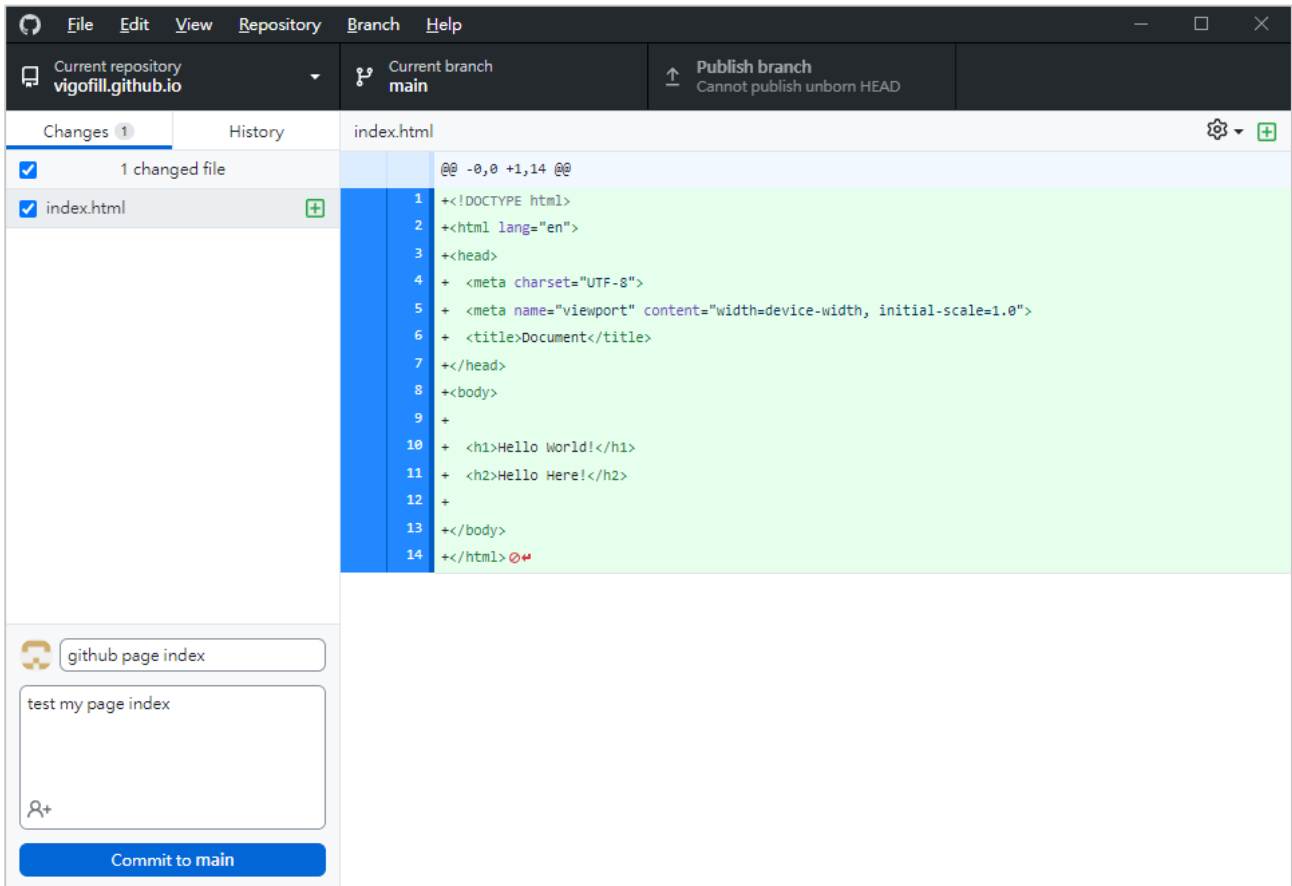 File Edit View Repository Branch Help
Current repository
vigofill.github.io
Current branch
main
Publish branch
Cannot publish unborn HEAD
Changes 1
History
index.html
1 changed file
index.html
@@ -0,0 +1,14 @@
1 +<!DOCTYPE html>
2 +<html lang="en">
3 +<head>
4 +  <meta charset="UTF-8">
5 +  <meta name="viewport" content="width=device-width, initial-scale=1.0">
6 +  <title>Document</title>
7 +</head>
8 +<body>
9 +
10 +  <h1>Hello World!</h1>
11 +  <h2>Hello Here!</h2>
12 +
13 +</body>
14 +</html>
github page index
test my page index
Commit to main